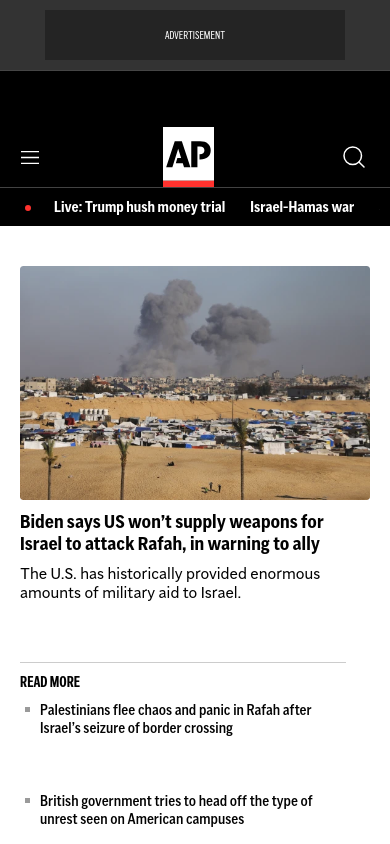 ADVERTISEMENT
AP
Live: Trump hush money trial
Israel-Hamas war
Biden says US won’t supply weapons for
Israel to attack Rafah, in warning to ally
The U.S. has historically provided enormous
amounts of military aid to Israel.
READ MORE
Palestinians flee chaos and panic in Rafah after
Israel’s seizure of border crossing
British government tries to head off the type of
unrest seen on American campuses